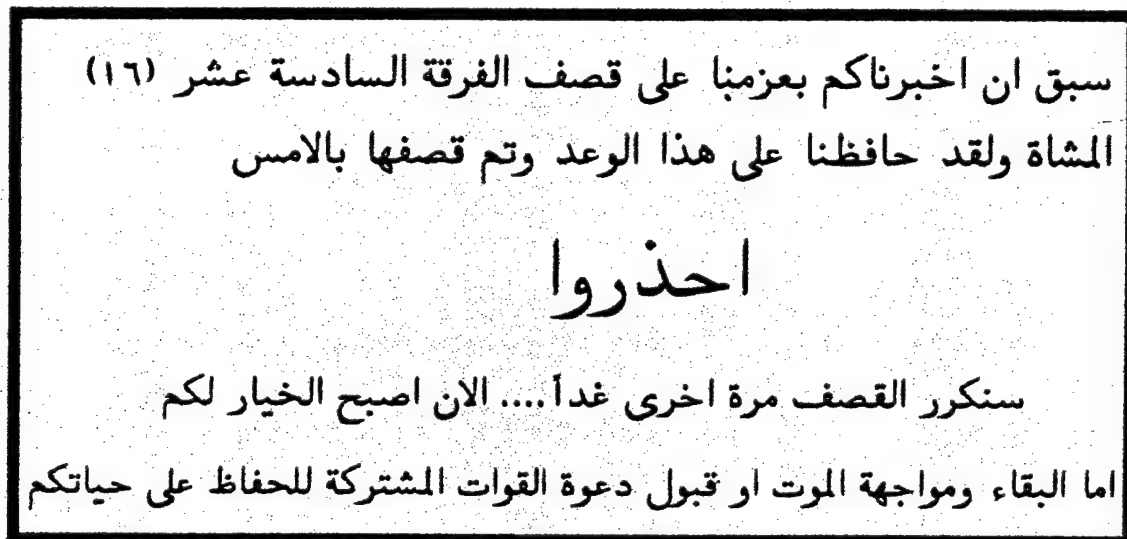 سبق ان اخبرناكم بعزمنا على قصف الفرقة السادسة عشر (١٦)
المشاة ولقد حافظنا على هذا الوعد وتم قصفها بالامس
احذروا
سنكرر القصف مرة اخرى غداً .... الان اصبح الخيار لكم
اما البقاء ومواجهة الموت او قبول دعوة القوات المشتركة للحفاظ على حياتكم